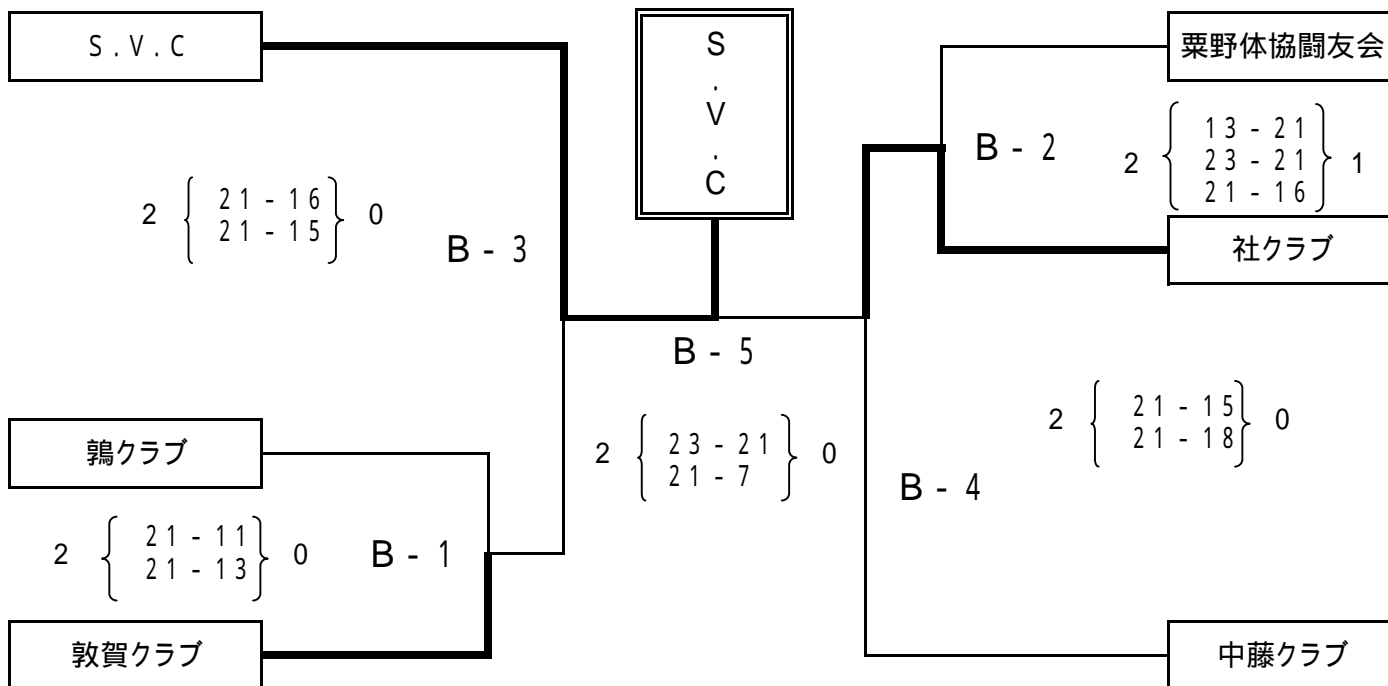 S.V.C
S
.
V
.
C
粟野体協闘友会
B - 2
2 { 13 - 21
23 - 21
21 - 16 } 1
社クラブ
2 { 21 - 16
21 - 15 } 0
B - 3
B - 5
2 { 23 - 21
21 - 7 } 0
2 { 21 - 15
21 - 18 } 0
B - 4
鶉クラブ
2 { 21 - 11
21 - 13 } 0
B - 1
敦賀クラブ
中藤クラブ